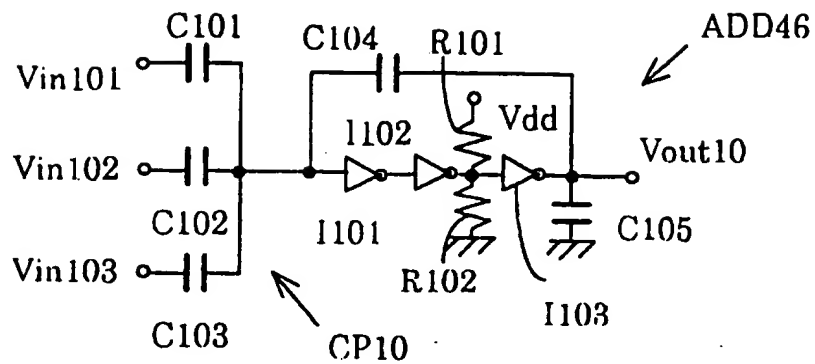 C101
C104
R101
ADD46
Vin101
Vdd
I102
Vin102
Vout10
C102
I101
C105
Vin103
R102
I103
C103
CP10